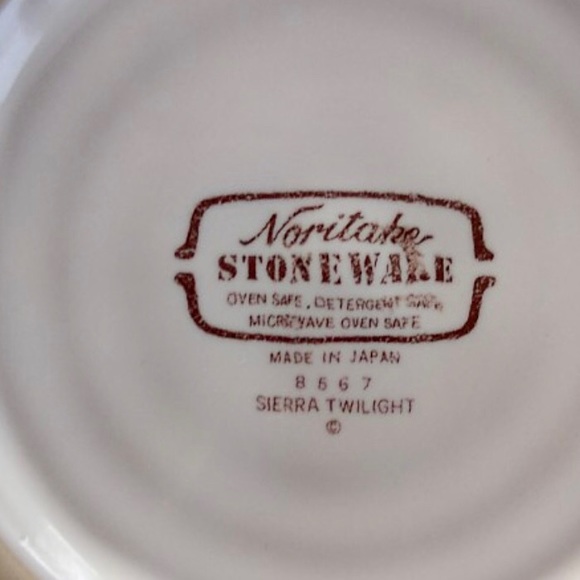 Noritake
STONEWARE
OVEN SAFE, DETERGENT SAFE,
MICROWAVE OVEN SAFE
MADE IN JAPAN
8567
SIERRA TWILIGHT
©